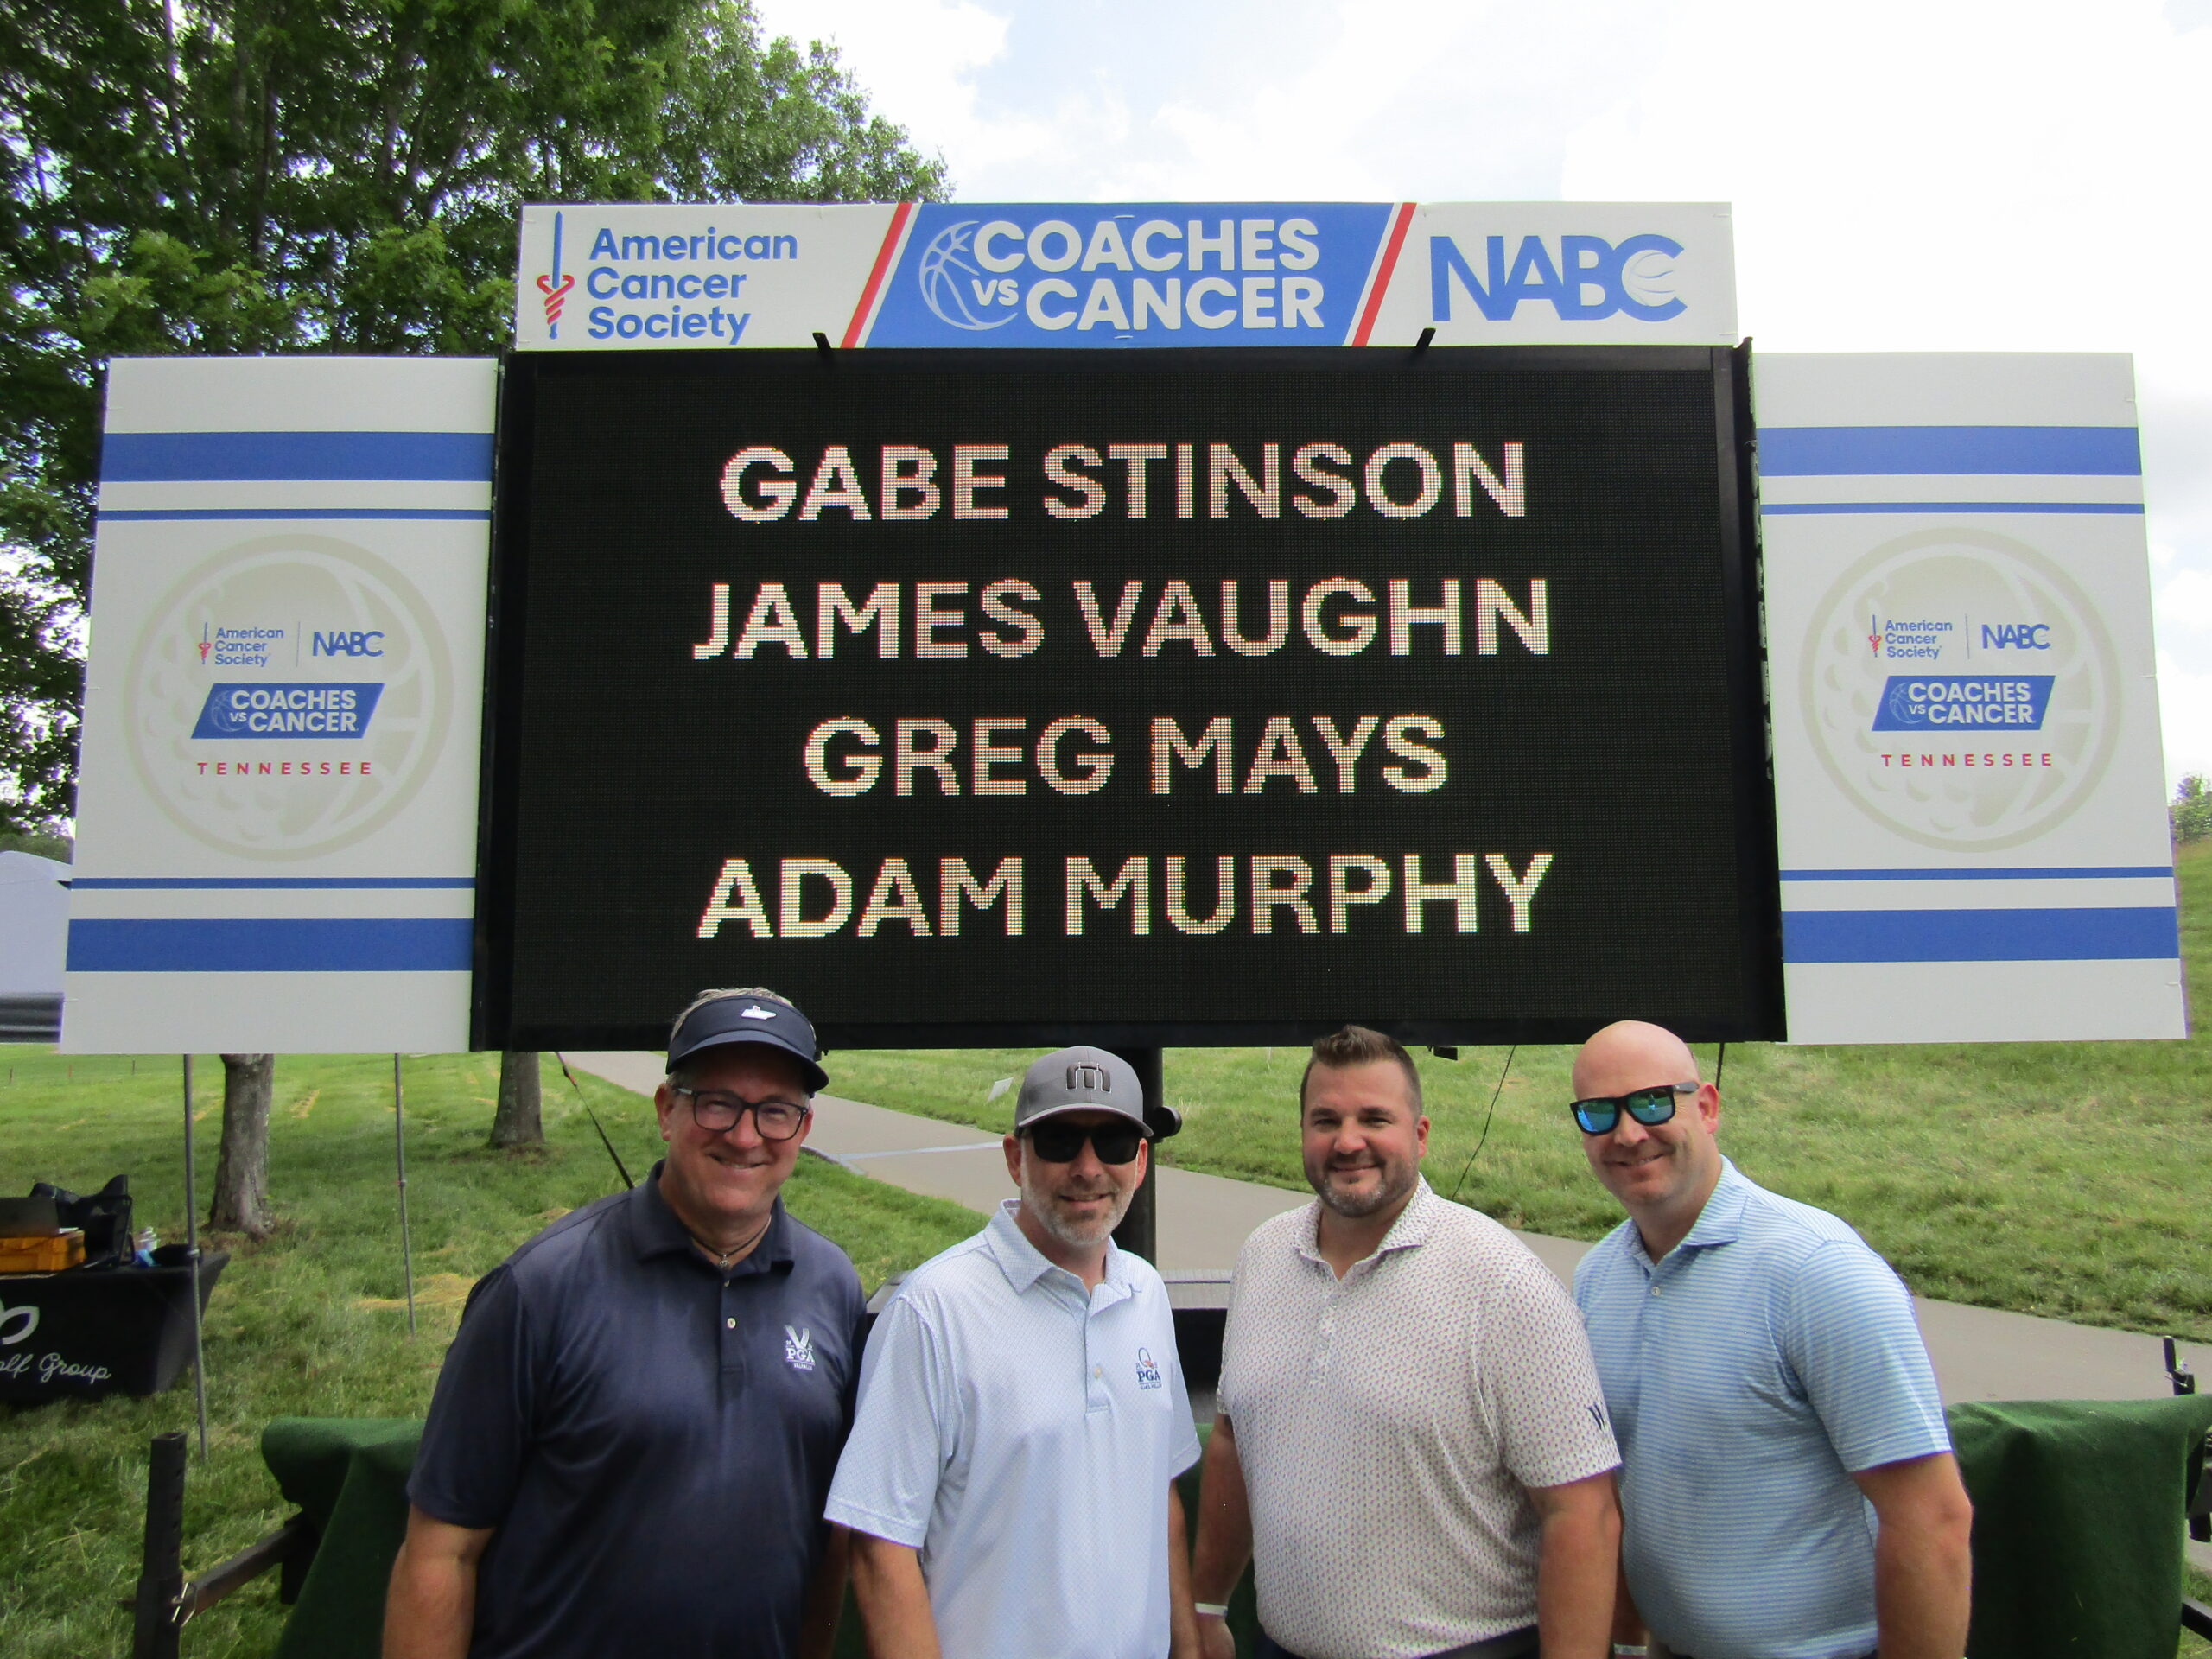 American
Cancer
Society
COACHES
VS CANCER
NABC
GABE STINSON
JAMES VAUGHN
GREG MAYS
ADAM MURPHY
American
Cancer
Society
NABC
COACHES
VS CANCER
TENNESSEE
American
Cancer
Society
NABC
COACHES
VS CANCER
TENNESSEE
PGA
PGA
Group